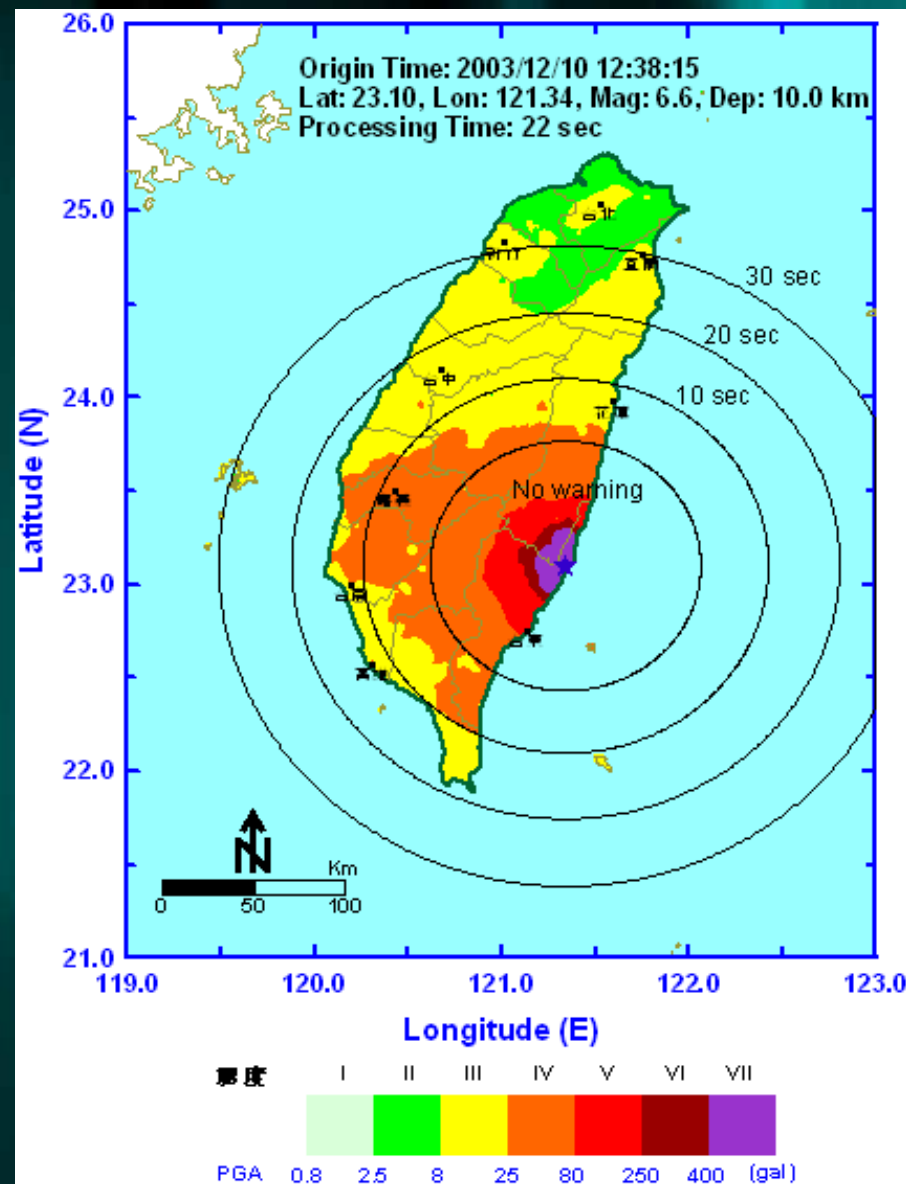 26.0
Origin Time: 2003/12/10 12:38:15
Lat: 23.10, Lon: 121.34, Mag: 6.6, Dep: 10.0 km
Processing Time: 22 sec
25.0
30 sec
20 sec
24.0
10 sec
No warning
Latitude (N)
23.0
22.0
N
Km
0 50 100
21.0
119.0 120.0 121.0 122.0 123.0
Longitude (E)
度 I II III IV V VI VII
PGA 0.8 2.5 8 25 80 250 400 (gal)